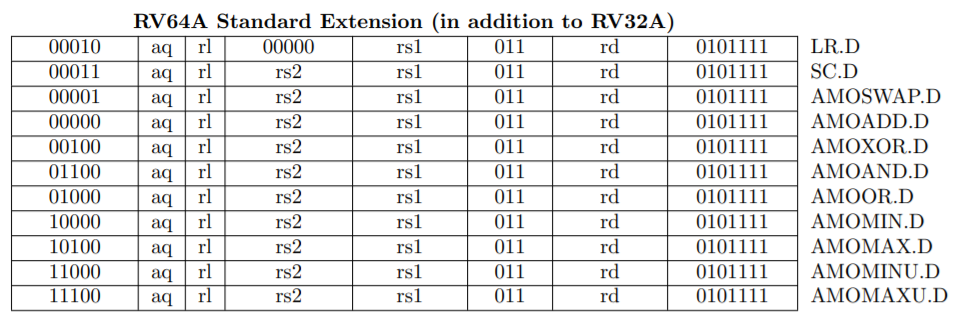 RV64A Standard Extension (in addition to RV32A)
00010 aq rl 00000 rs1 011 rd 0101111 LR.D
00011 aq rl rs2 rs1 011 rd 0101111 SC.D
00001 aq rl rs2 rs1 011 rd 0101111 AMOSWAP.D
00000 aq rl rs2 rs1 011 rd 0101111 AMOADD.D
00100 aq rl rs2 rs1 011 rd 0101111 AMOXOR.D
01100 aq rl rs2 rs1 011 rd 0101111 AMOAND.D
01000 aq rl rs2 rs1 011 rd 0101111 AMOOR.D
10000 aq rl rs2 rs1 011 rd 0101111 AMOMIN.D
10100 aq rl rs2 rs1 011 rd 0101111 AMOMAX.D
11000 aq rl rs2 rs1 011 rd 0101111 AMOMINU.D
11100 aq rl rs2 rs1 011 rd 0101111 AMOMAXU.D